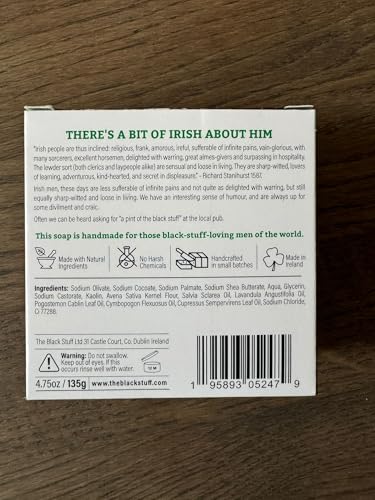 THERE'S A BIT OF IRISH ABOUT HIM
"Irish people are thus inclined: religious, frank, amorous, ireful, sufferable of infinite pains, vain-glorious, with
many sorcerers, excellent horsemen, delighted with warring, great alms-givers and surpassing in hospitality.
The lewder sort (both clerics and laypeople alike) are sensual and loose in living. They are sharp-witted, lovers
of learning, adventurous, kind-hearted, and secret in displeasure." - Richard Stanihurst 1587.
Irish men, these days are less sufferable of infinite pains and not quite as delighted with warring, but still
equally sharp-witted and loose in living. We have an interesting sense of humour, and are always up for
some diviliment and craic.
Often we can be heard asking for "a pint of the black stuff" at the local pub.
This soap is handmade for those black-stuff-loving men of the world.
Made with Natural
Ingredients
No Harsh
Chemicals
Handcrafted
in small batches
Made in
Ireland
Ingredients: Sodium Olivate, Sodium Cocoate, Sodium Palmate, Sodium Shea Butterate, Aqua, Glycerin,
Sodium Castorate, Kaolin, Avena Sativa Kernel Flour, Salvia Sclarea Oil, Lavandula Angustifolia Oil,
Pogostemon Cablin Leaf Oil, Cymbopogon Flexuosus Oil, Cupressus Sempervirens Leaf Oil, Sodium Chloride,
CI 77288.
The Black Stuff Ltd 31 Castle Court, Co. Dublin Ireland
Warning: Do not swallow.
Keep out of eyes. If this
occurs rinse well with water.
12 M
4.75oz / 135g www.theblackstuff.com
1 95893 05247 9